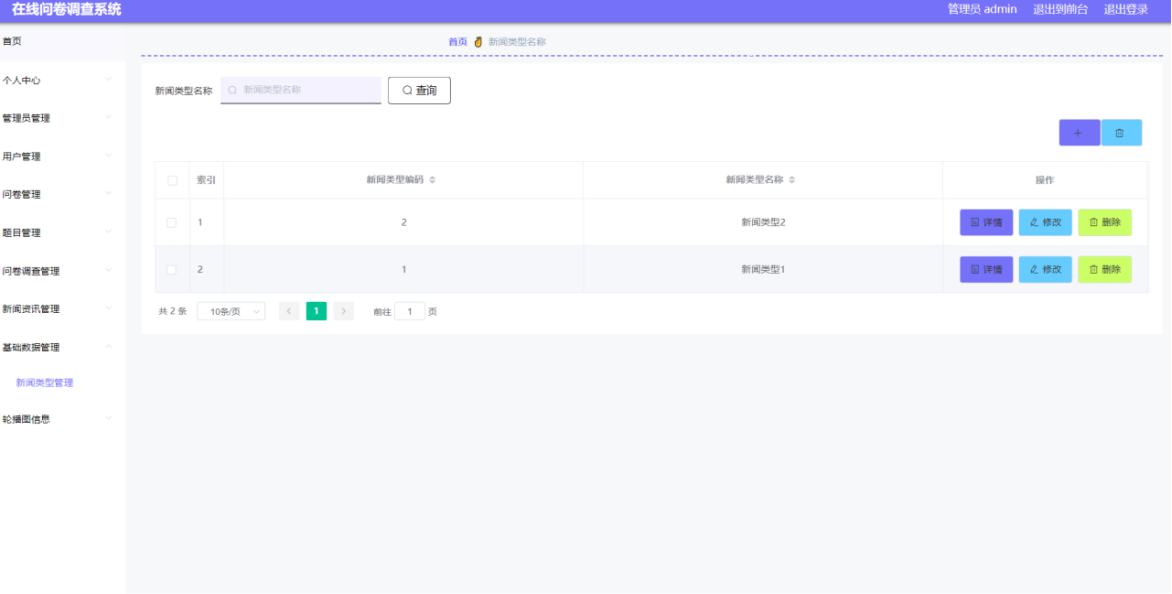 在线问卷调查系统 管理员 admin 退出到前台 退出登录
首页
个人中心
管理员管理
用户管理
问卷管理
题目管理
问卷调查管理
新闻资讯管理
基础数据管理
新闻类型管理
轮播图信息
首页 新闻类型名称
新闻类型名称 新闻类型名称 查询
索引 新闻类型编码 新闻类型名称 操作
1 2 新闻类型2 详情 修改 删除
2 1 新闻类型1 详情 修改 删除
共 2 条 10条/页 1 前往 1 页